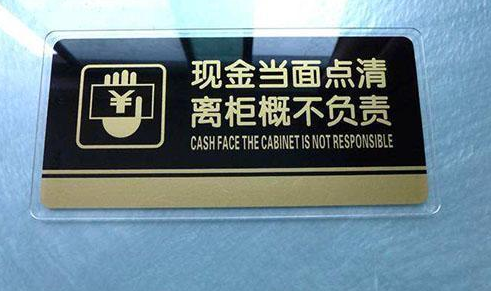 ¥
现金当面点清
离柜概不负责
CASH FACE THE CABINET IS NOT RESPONSIBLE